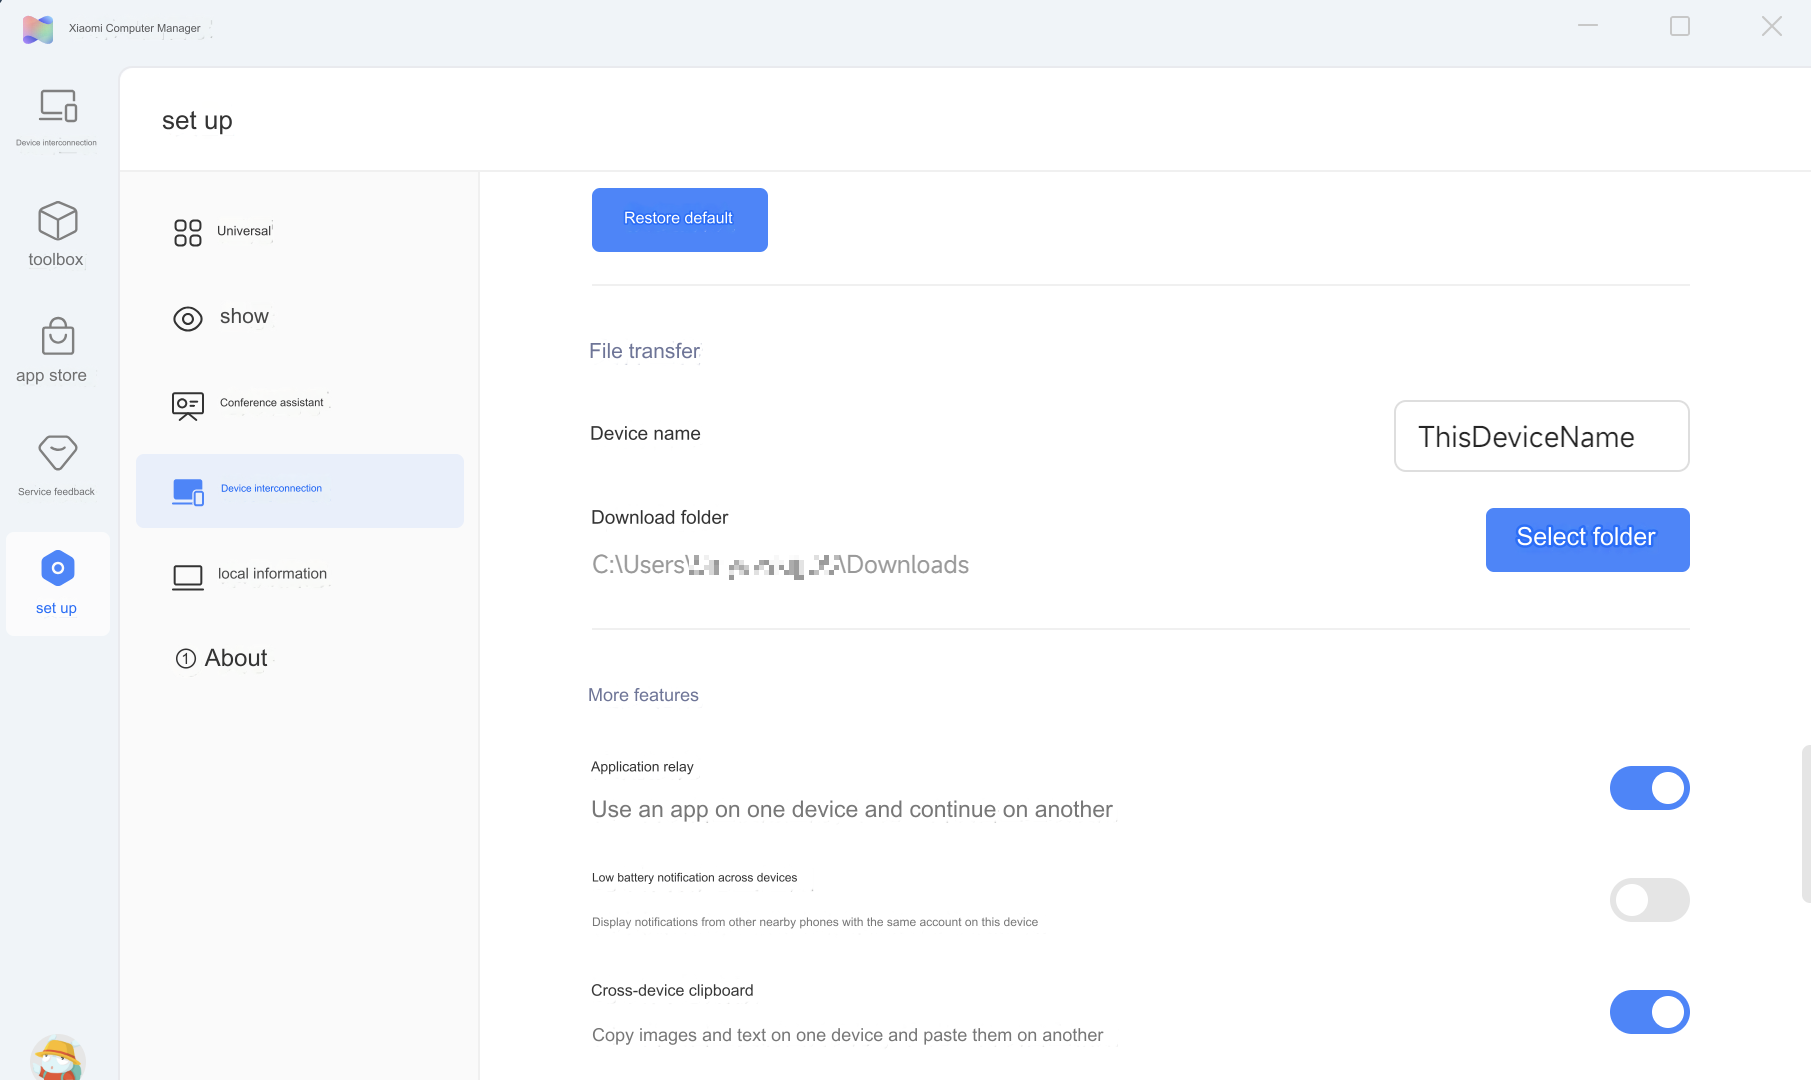 Xiaomi Computer Manager
Device interconnection
toolbox
app store
Service feedback
set up
set up
Universal
show
Conference assistant
Device interconnection
local information
About
Restore default
File transfer
Device name
ThisDeviceName
Download folder
C:\Users\ \Downloads
Select folder
More features
Application relay
Use an app on one device and continue on another
Low battery notification across devices
Display notifications from other nearby phones with the same account on this device
Cross-device clipboard
Copy images and text on one device and paste them on another